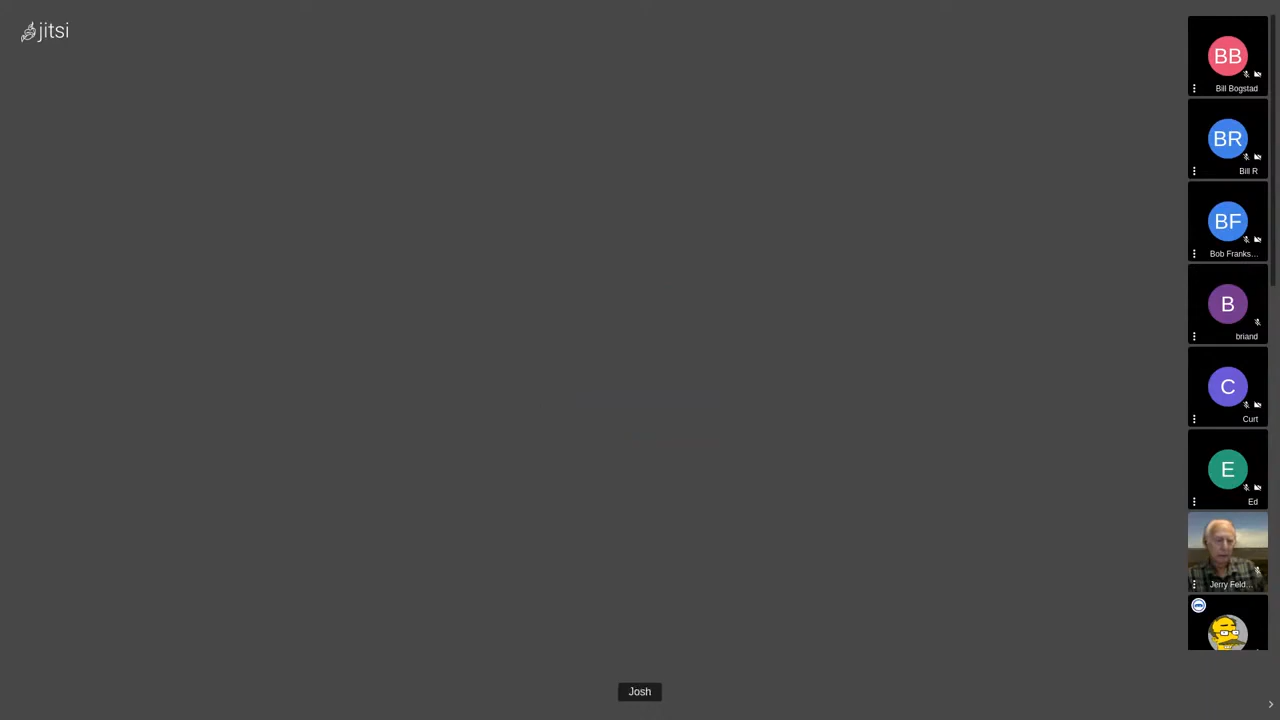 jitsi
BB
Bill Bogstad
BR
Bill R
BF
Bob Franks...
B
briand
C
Curt
E
Ed
Jerry Feld...
Josh